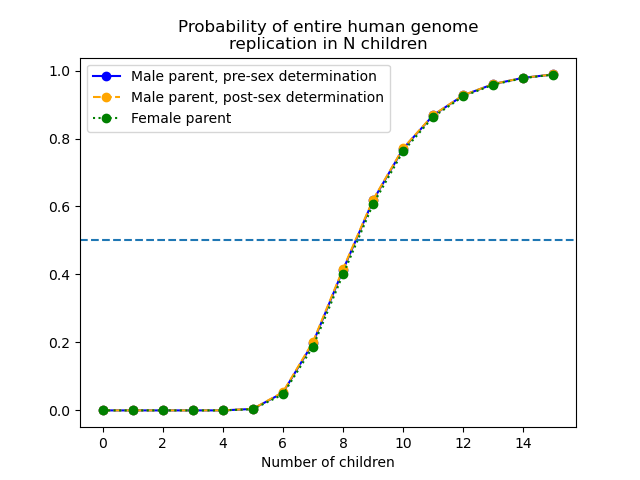 Probability of entire human genome
replication in N children
Male parent, pre-sex determination
Male parent, post-sex determination
Female parent
1.0
0.8
0.6
0.4
0.2
0.0
0 2 4 6 8 10 12 14
Number of children